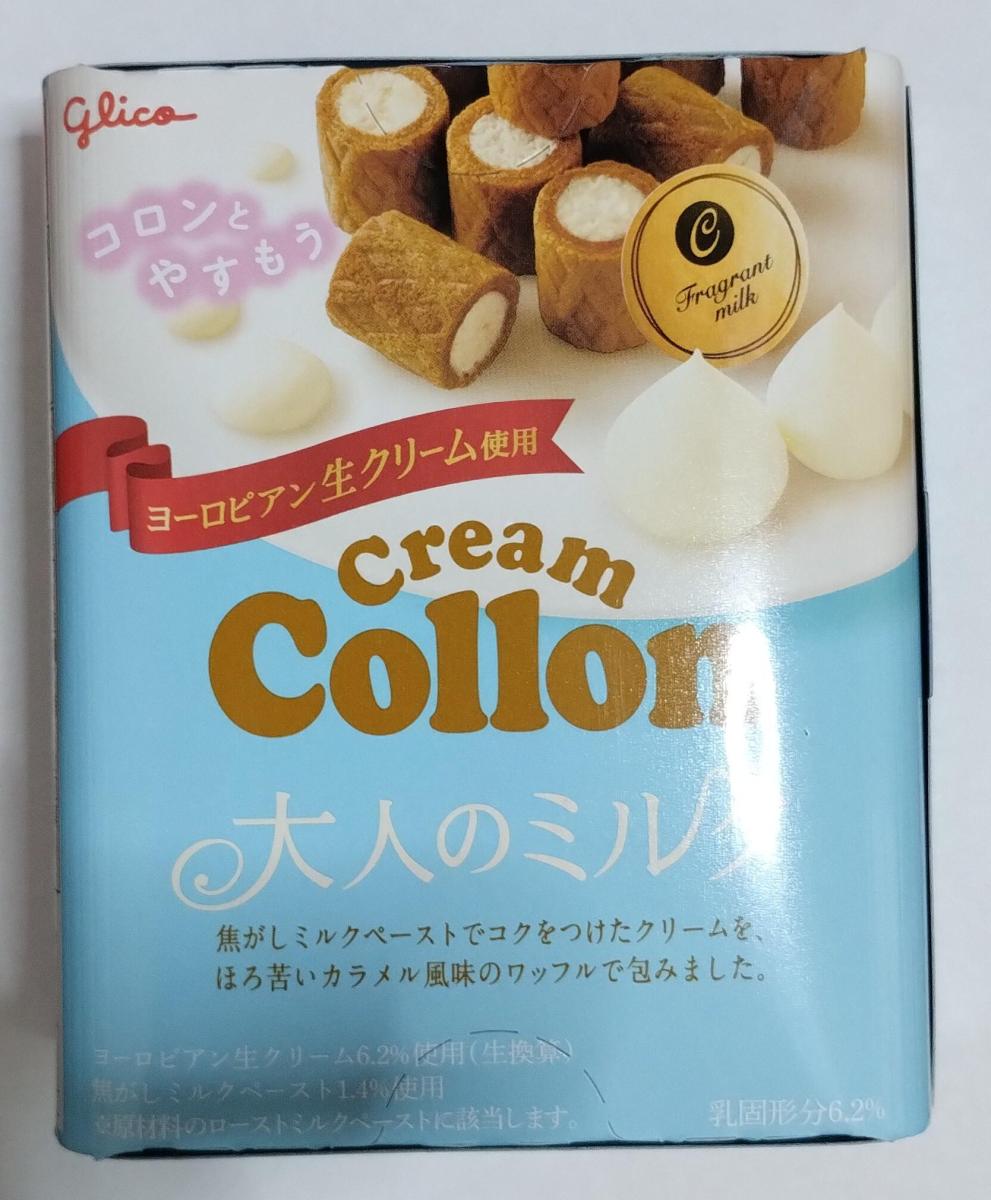 Glico
コロンと
やすもう
C
Fragrant
milk
ヨーロピアン生クリーム使用
Cream
Collon
大人のミルク
焦がしミルクペーストでコクをつけたクリームを、
ほろ苦いカラメル風味のワッフルで包みました。
ヨーロピアン生クリーム6.2%使用(生換算)
焦がしミルクペースト1.4%使用
※原材料のローストミルクペーストに該当します。
乳固形分6.2%